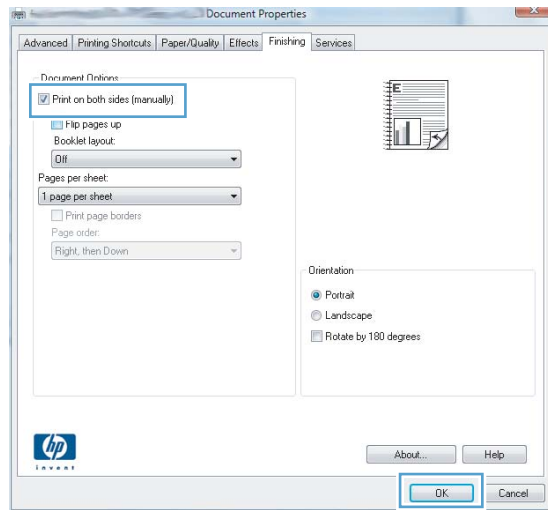 Document Properties
Advanced Printing Shortcuts Paper/Quality Effects Finishing Services
Document Options
Print on both sides (manually)
Flip pages up
Booklet layout:
Off
Pages per sheet:
1 page per sheet
Print page borders
Page order:
Right, then Down
E
Orientation
Portrait
Landscape
Rotate by 180 degrees
hp
invent
About... Help
OK Cancel